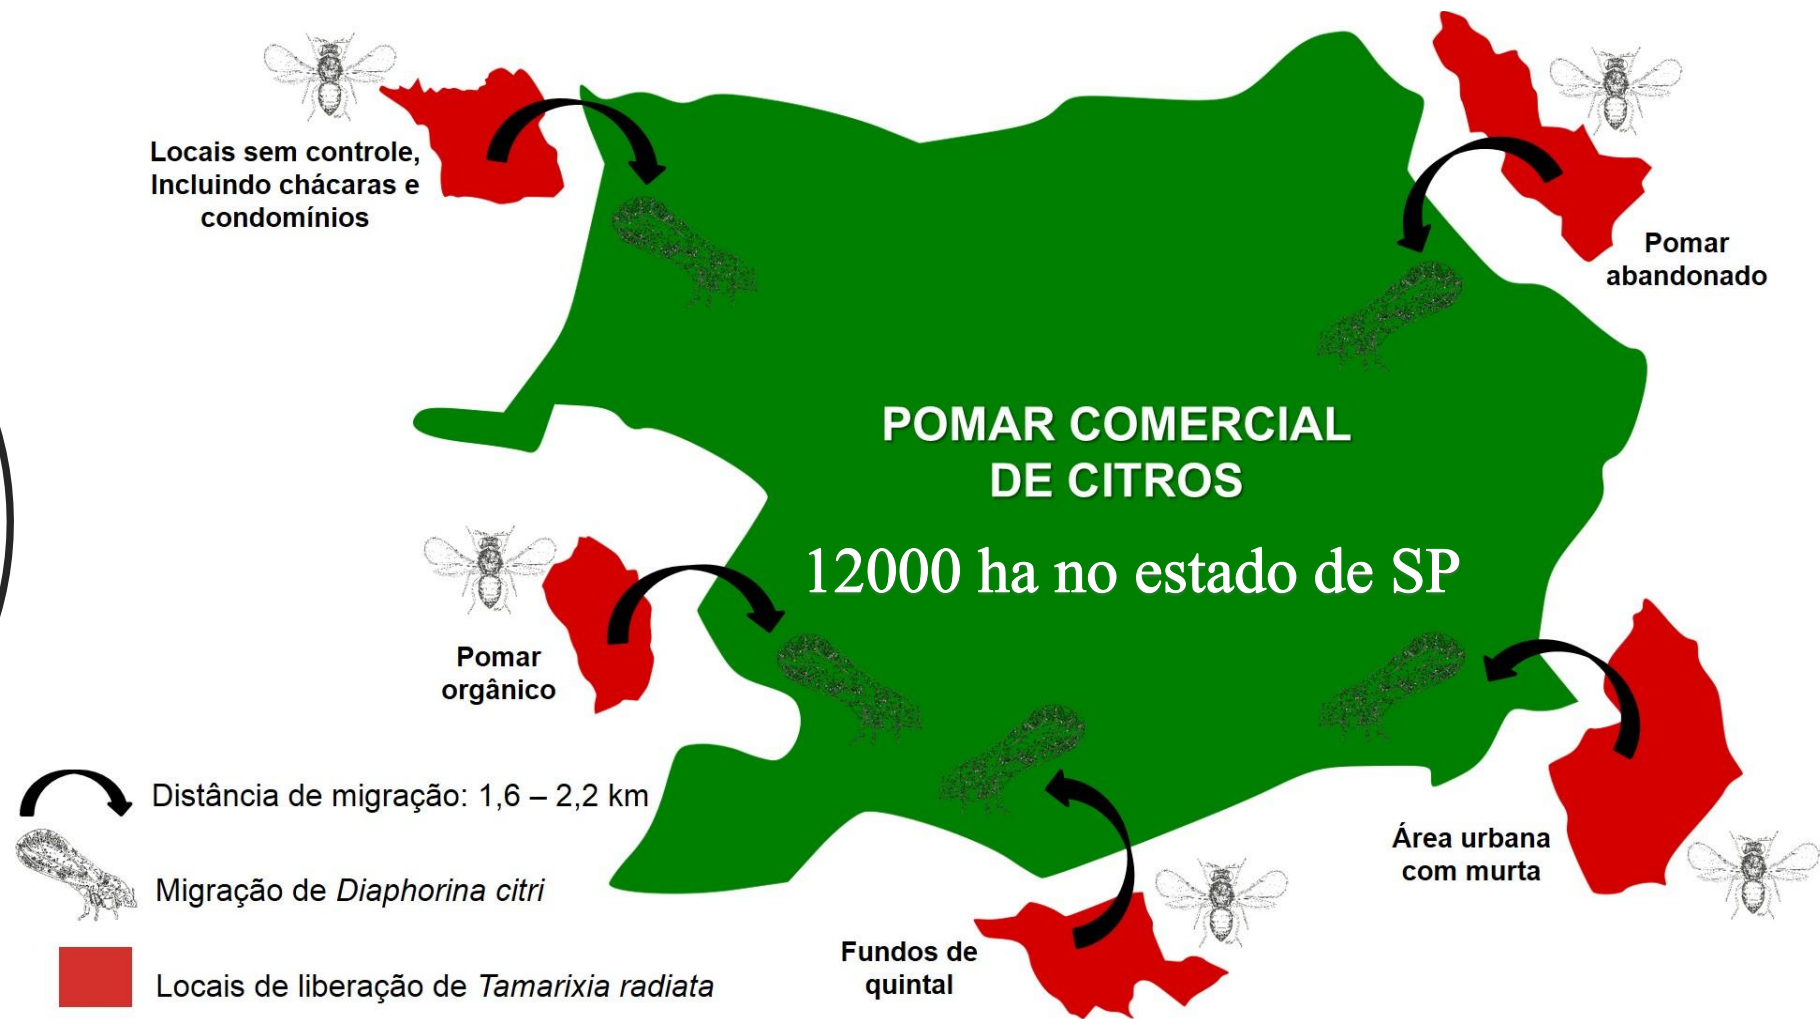 Locais sem controle,
Incluindo chácaras e
condomínios
Pomar
abandonado
POMAR COMERCIAL
DE CITROS
12000 ha no estado de SP
Pomar
orgânico
Distância de migração: 1,6 – 2,2 km
Migração de Diaphorina citri
Locais de liberação de Tamarixia radiata
Fundos de
quintal
Área urbana
com murta